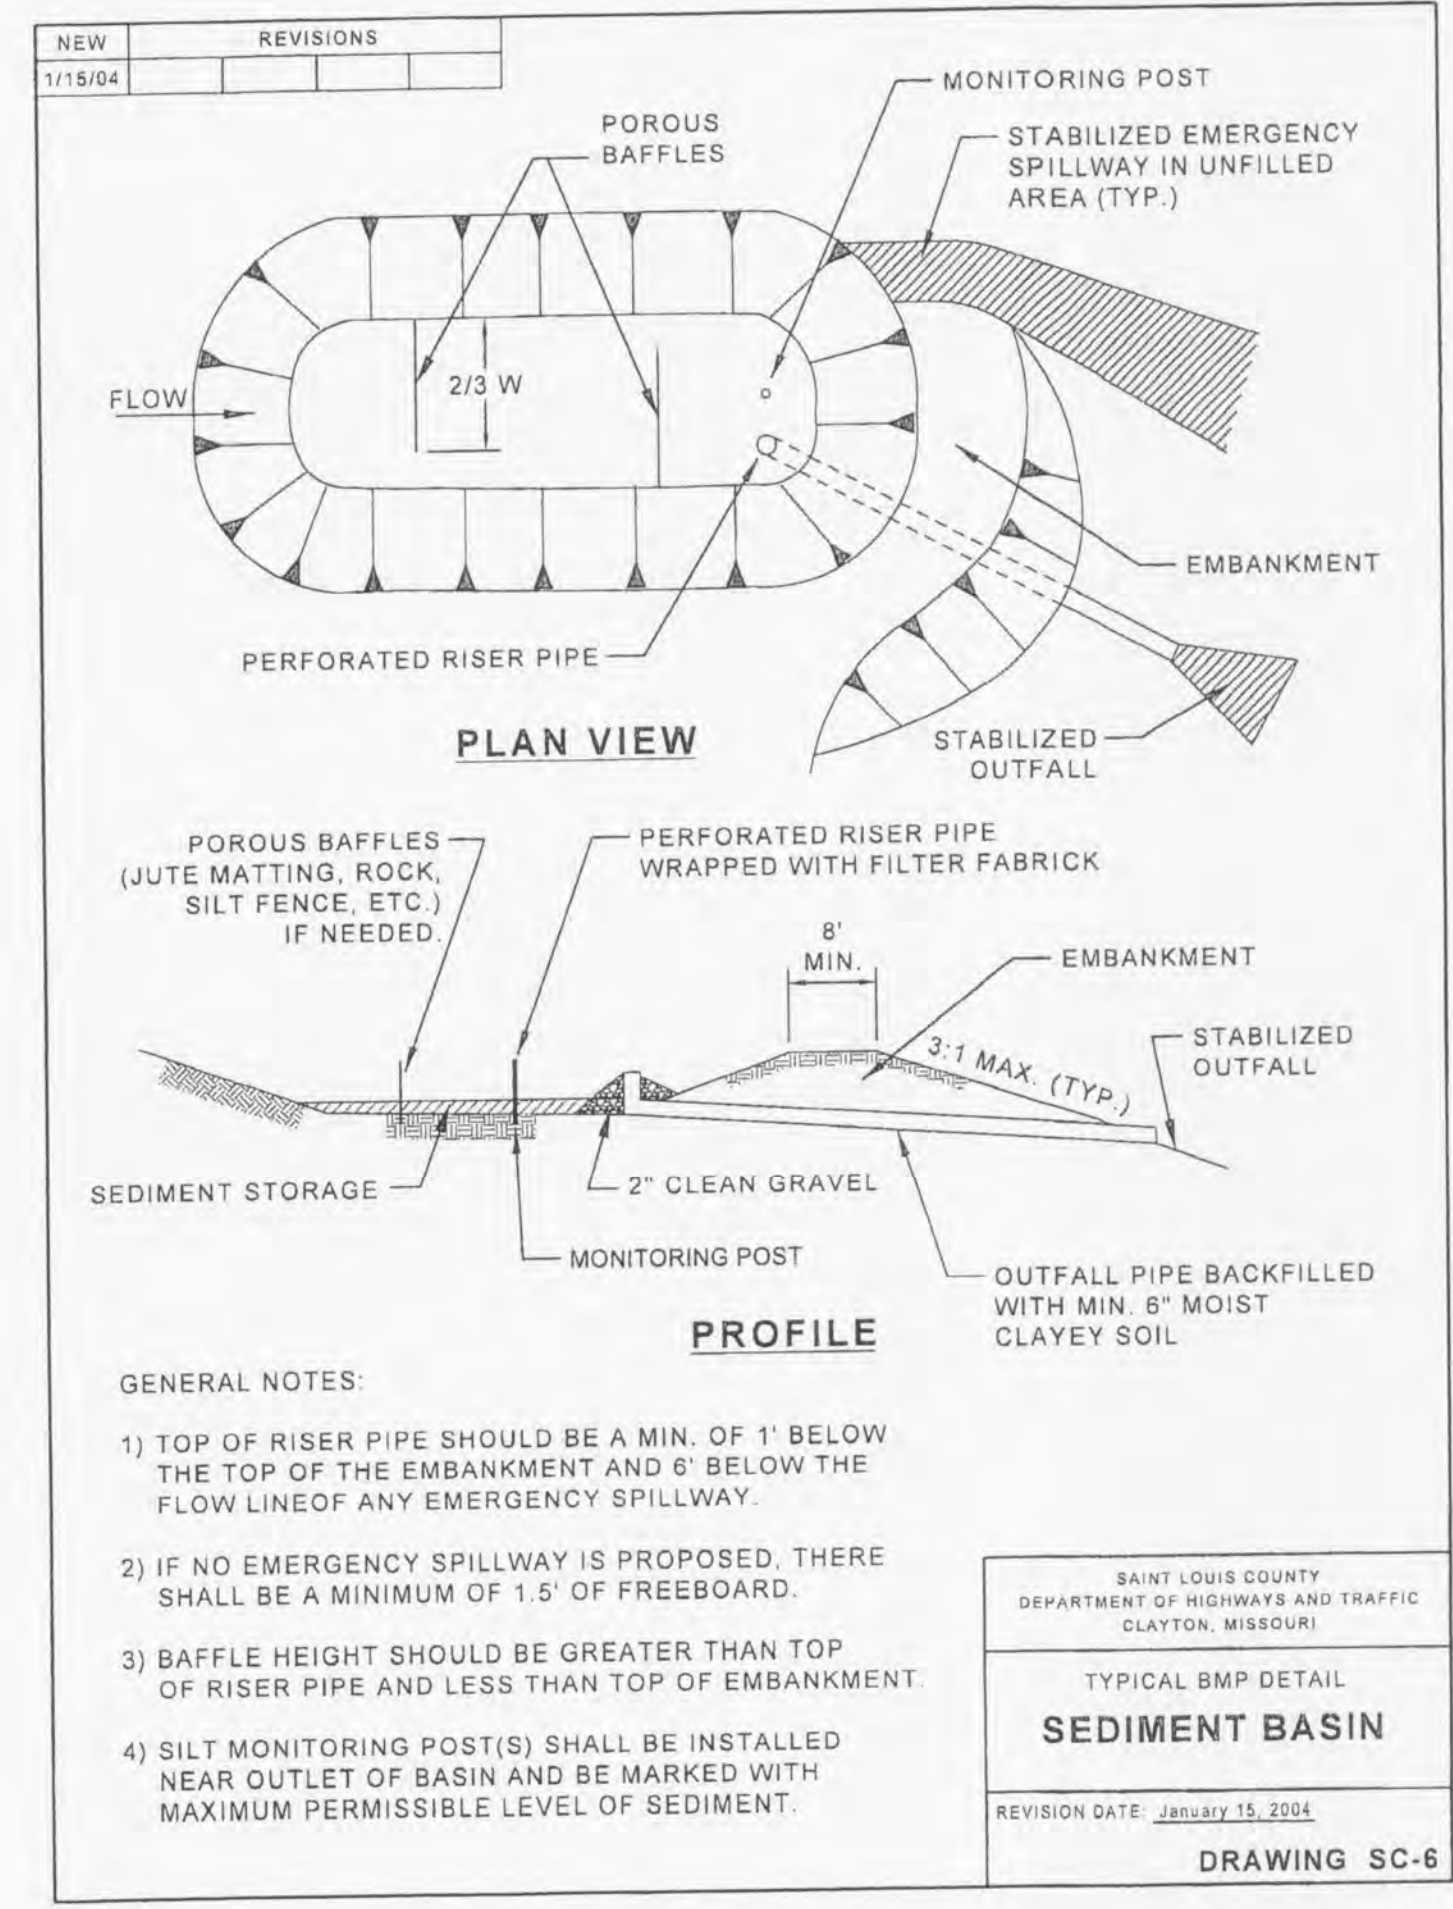 NEW REVISIONS
1/15/04
MONITORING POST
POROUS
BAFFLES
STABILIZED EMERGENCY
SPILLWAY IN UNFILLED
AREA (TYP.)
FLOW
2/3 W
EMBANKMENT
PERFORATED RISER PIPE
PLAN VIEW
STABILIZED
OUTFALL
POROUS BAFFLES
(JUTE MATTING, ROCK,
SILT FENCE, ETC.)
IF NEEDED.
PERFORATED RISER PIPE
WRAPPED WITH FILTER FABRICK
8'
MIN.
EMBANKMENT
3:1 MAX. (TYP.)
STABILIZED
OUTFALL
SEDIMENT STORAGE
2" CLEAN GRAVEL
MONITORING POST
OUTFALL PIPE BACKFILLED
WITH MIN. 6" MOIST
CLAYEY SOIL
PROFILE
GENERAL NOTES:
1) TOP OF RISER PIPE SHOULD BE A MIN. OF 1' BELOW
THE TOP OF THE EMBANKMENT AND 6' BELOW THE
FLOW LINEOF ANY EMERGENCY SPILLWAY.
2) IF NO EMERGENCY SPILLWAY IS PROPOSED, THERE
SHALL BE A MINIMUM OF 1.5' OF FREEBOARD.
3) BAFFLE HEIGHT SHOULD BE GREATER THAN TOP
OF RISER PIPE AND LESS THAN TOP OF EMBANKMENT.
4) SILT MONITORING POST(S) SHALL BE INSTALLED
NEAR OUTLET OF BASIN AND BE MARKED WITH
MAXIMUM PERMISSIBLE LEVEL OF SEDIMENT.
SAINT LOUIS COUNTY
DEPARTMENT OF HIGHWAYS AND TRAFFIC
CLAYTON, MISSOURI
TYPICAL BMP DETAIL
SEDIMENT BASIN
REVISION DATE: January 15, 2004
DRAWING SC-6